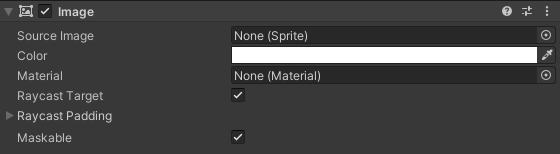 Image
Source Image None (Sprite)
Color
Material None (Material)
Raycast Target
Raycast Padding
Maskable